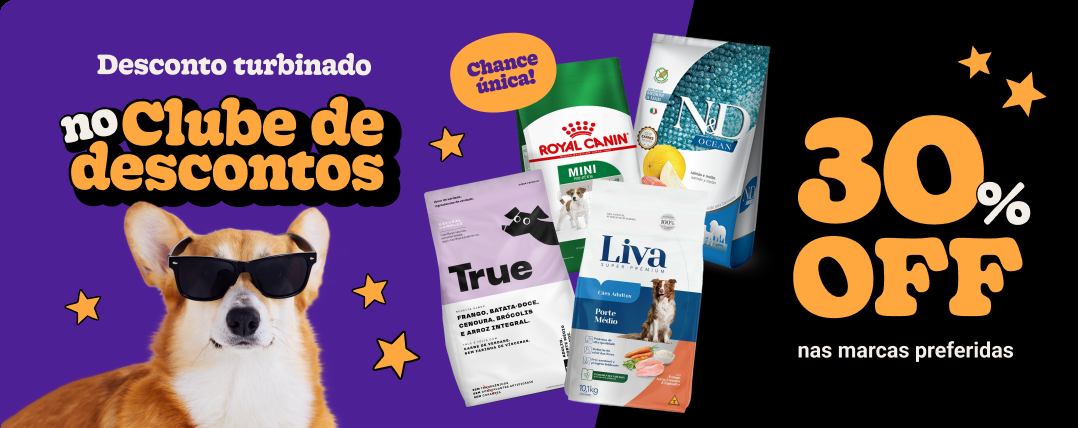 Desconto turbinado
no Clube de
descontos
Chance
única!
ROYAL CANIN
MINI
N&D
OCEAN
True
FRANGO, BATATA-DOCE,
CENOURA, BRÓCOLIS
E ARROZ INTEGRAL.
Liva
SUPER PREMIUM
100%
Cães Adultos
Porte
Médio
10,1kg
30%
OFF
nas marcas preferidas